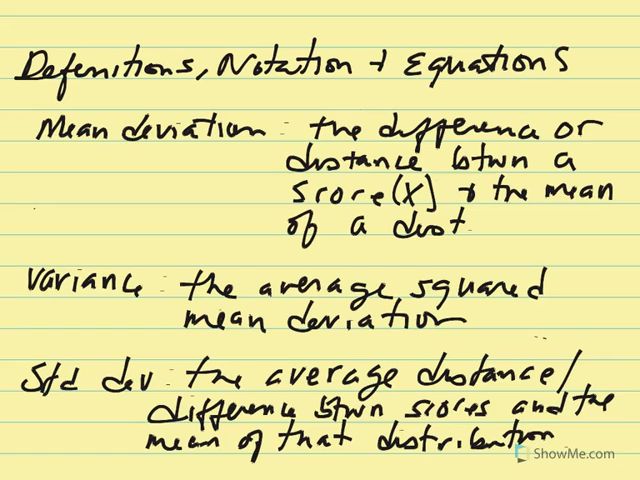 Definitions, Notation + Equations
Mean deviation - the difference or
distance btwn a
score(X) + the mean
of a dist
Variance - the average squared
mean deviation
Std dev - the average distance/
difference btwn scores and the
mean of that distribution
ShowMe.com